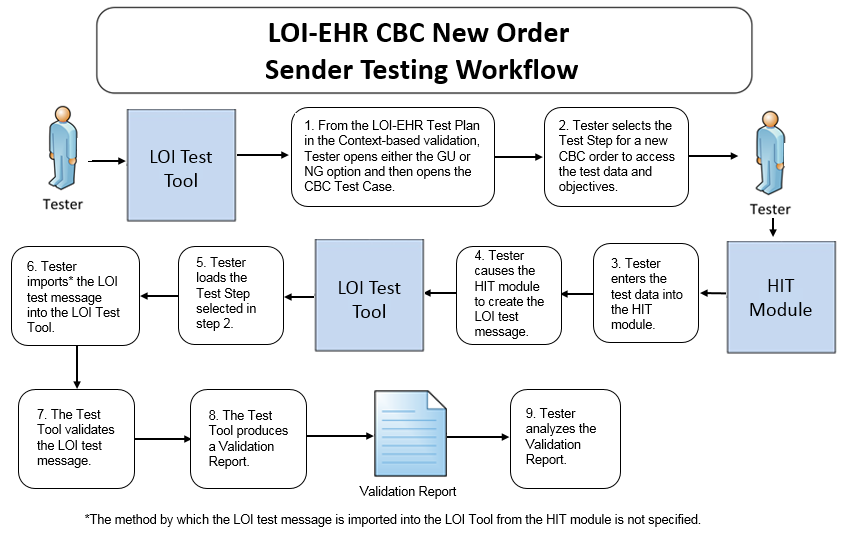 LOI-EHR CBC New Order
Sender Testing Workflow
Tester
LOI Test
Tool
1. From the LOI-EHR Test Plan
in the Context-based validation,
Tester opens either the GU or
NG option and then opens the
CBC Test Case.
2. Tester selects the
Test Step for a new
CBC order to access
the test data and
objectives.
Tester
HIT
Module
3. Tester
enters the
test data into
the HIT
module.
4. Tester
causes the
HIT module
to create the
LOI test
message.
LOI Test
Tool
5. Tester
loads the
Test Step
selected in
step 2.
6. Tester
imports* the LOI
test message
into the LOI Test
Tool.
7. The Test
Tool validates
the LOI test
message.
8. The Test
Tool produces
a Validation
Report.
Validation Report
9. Tester
analyzes the
Validation
Report.
*The method by which the LOI test message is imported into the LOI Tool from the HIT module is not specified.